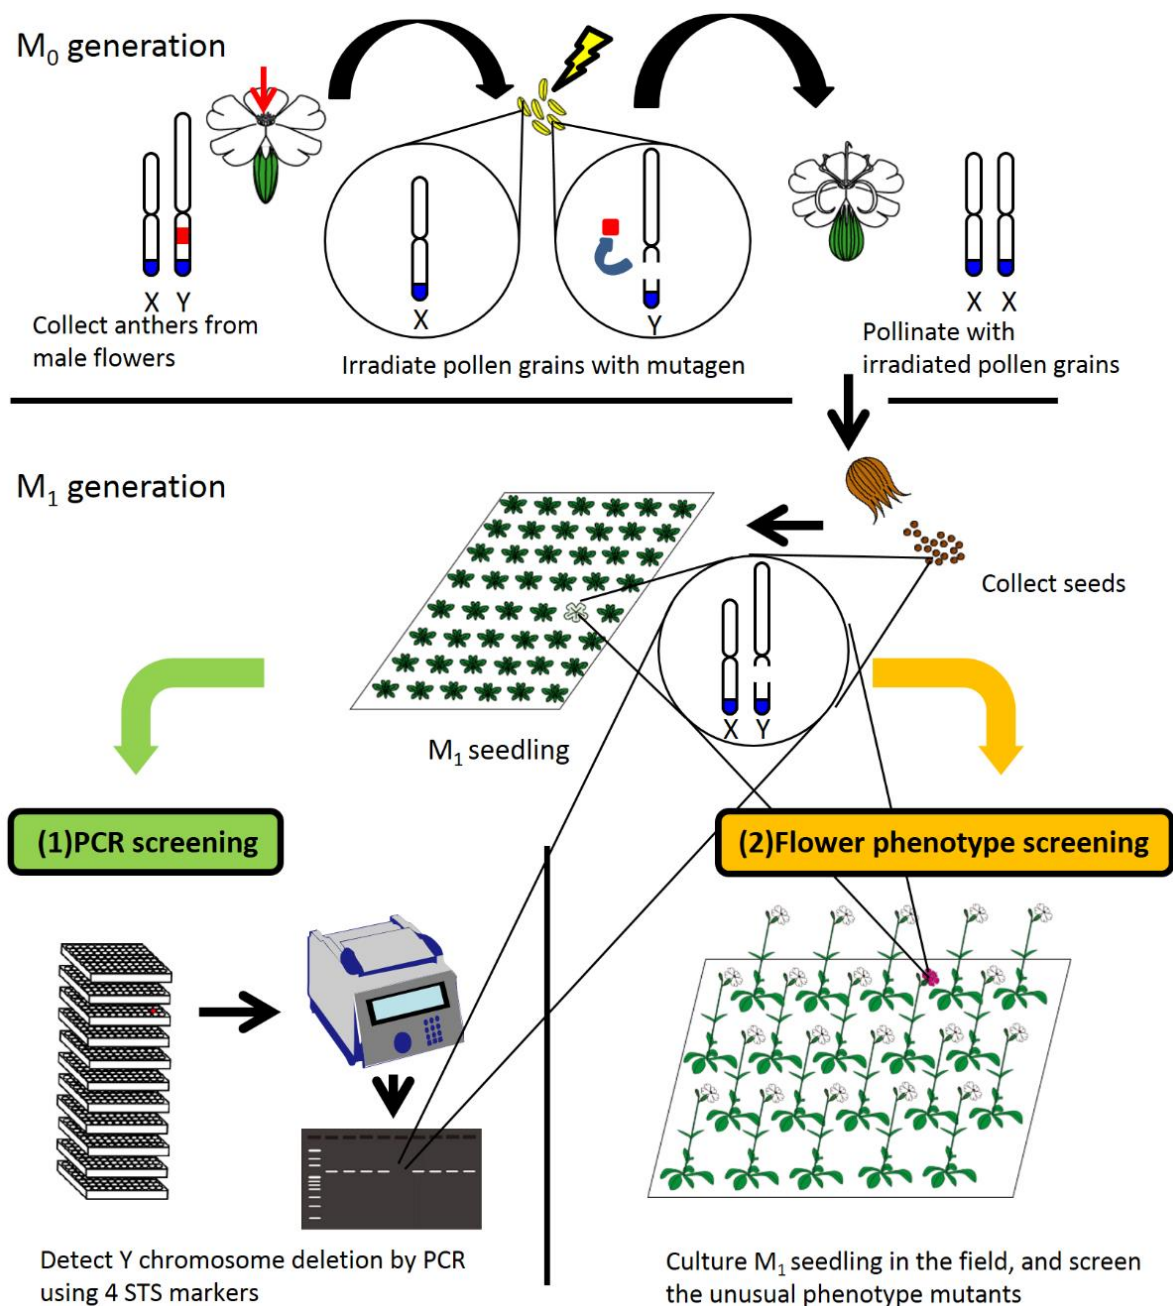 M₀ generation
X Y
Collect anthers from
male flowers
X
Y
Irradiate pollen grains with mutagen
X X
Pollinate with
irradiated pollen grains
M₁ generation
Collect seeds
X Y
M₁ seedling
(1)PCR screening
(2)Flower phenotype screening
Detect Y chromosome deletion by PCR
using 4 STS markers
Culture M₁ seedling in the field, and screen
the unusual phenotype mutants